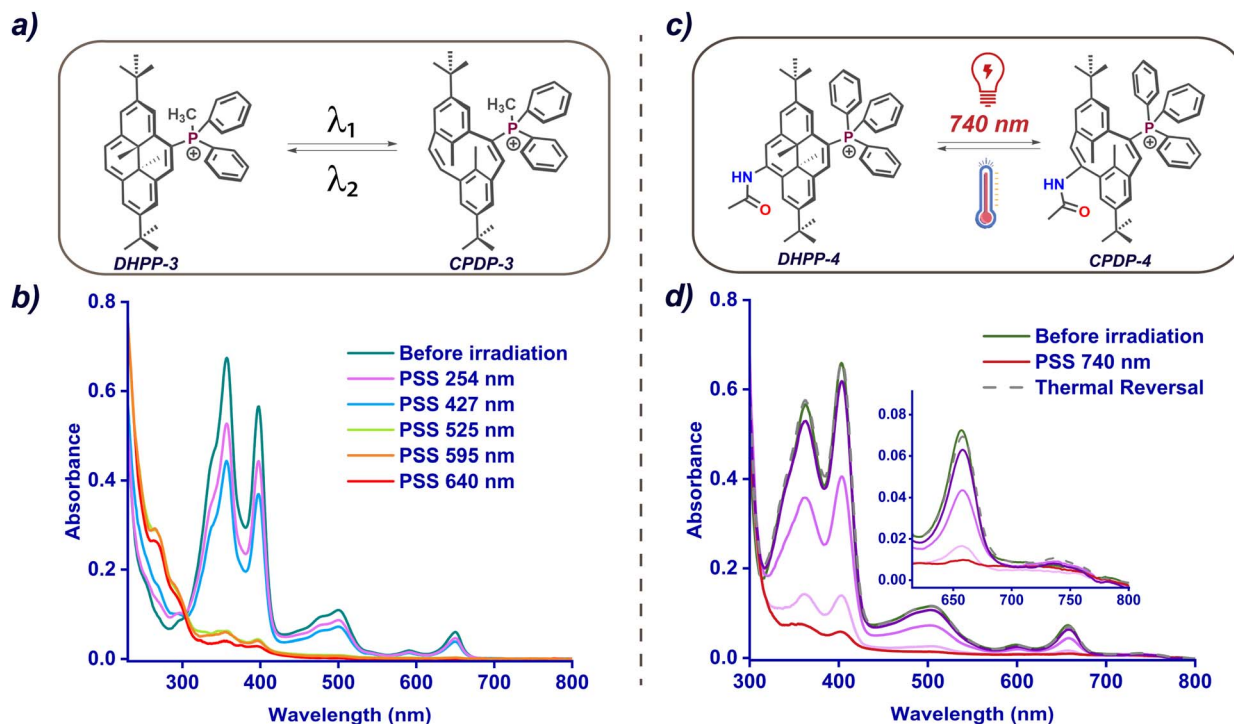 a)
H₃C
P
⊕
DHPP-3
λ₁
λ₂
H₃C
P
⊕
CPDP-3
b)
0.8
0.6
0.4
0.2
0.0
Absorbance
300 400 500 600 700 800
Wavelength (nm)
Before irradiation
PSS 254 nm
PSS 427 nm
PSS 525 nm
PSS 595 nm
PSS 640 nm
c)
P
⊕
HN
O
DHPP-4
740 nm
P
⊕
HN
O
CPDP-4
d)
0.8
0.6
0.4
0.2
0.0
Absorbance
300 400 500 600 700 800
Wavelength (nm)
Before irradiation
PSS 740 nm
Thermal Reversal
0.08
0.06
0.04
0.02
0.00
650 700 750 800